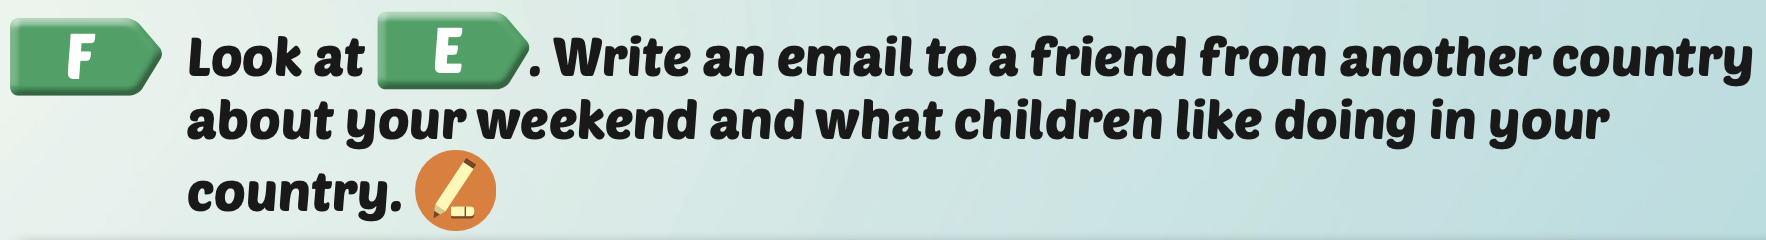 F Look at E . Write an email to a friend from another country
about your weekend and what children like doing in your
country.